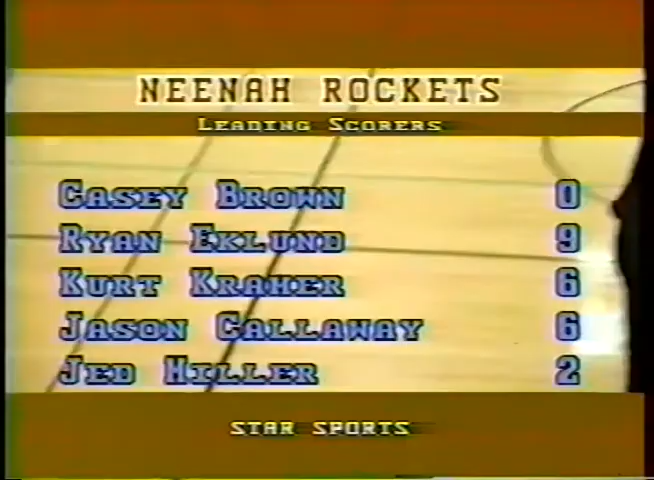 NEENAH ROCKETS
LEADING SCORERS
CASEY BROWN 0
RYAN EKLUND 9
KURT KRAMER 6
JASON CALLAWAY 6
JED MILLER 2
STAR SPORTS